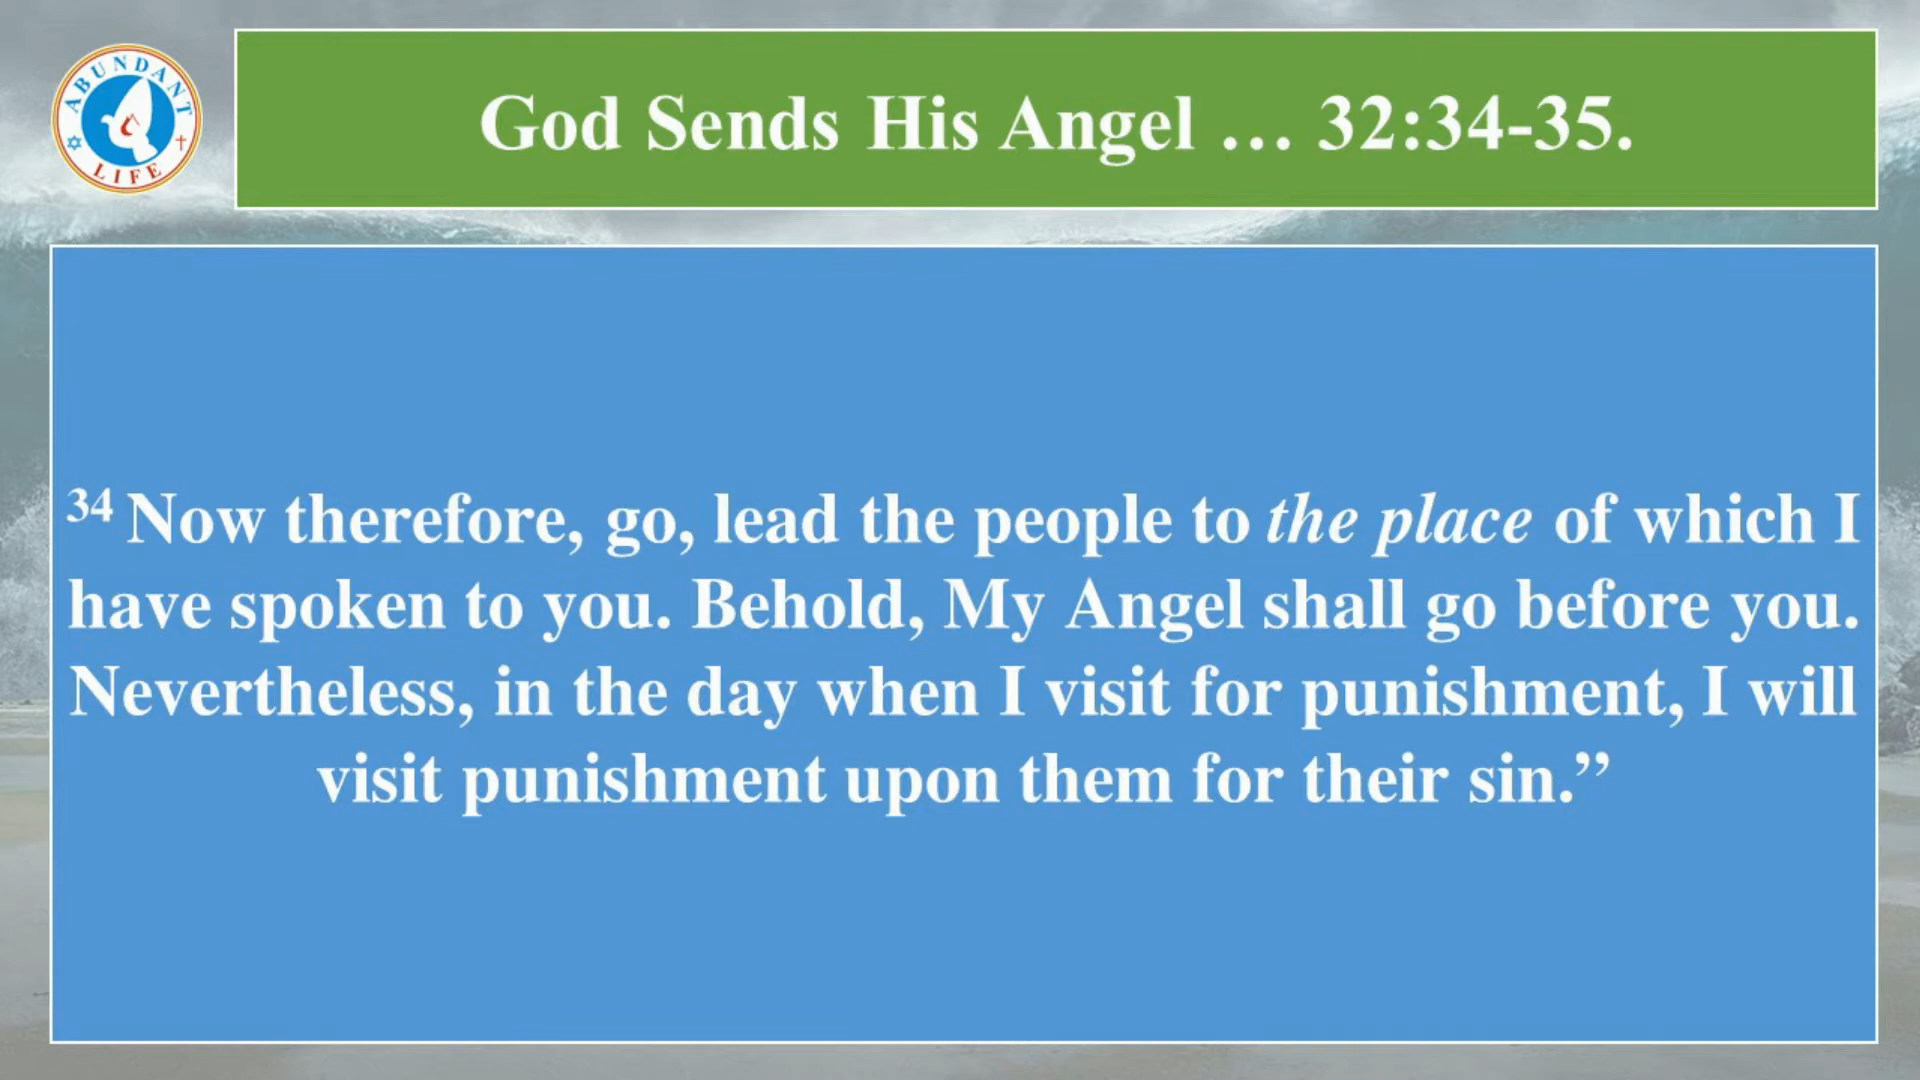 ABUNDANT
LIFE
God Sends His Angel … 32:34-35.
34 Now therefore, go, lead the people to the place of which I
have spoken to you. Behold, My Angel shall go before you.
Nevertheless, in the day when I visit for punishment, I will
visit punishment upon them for their sin.”